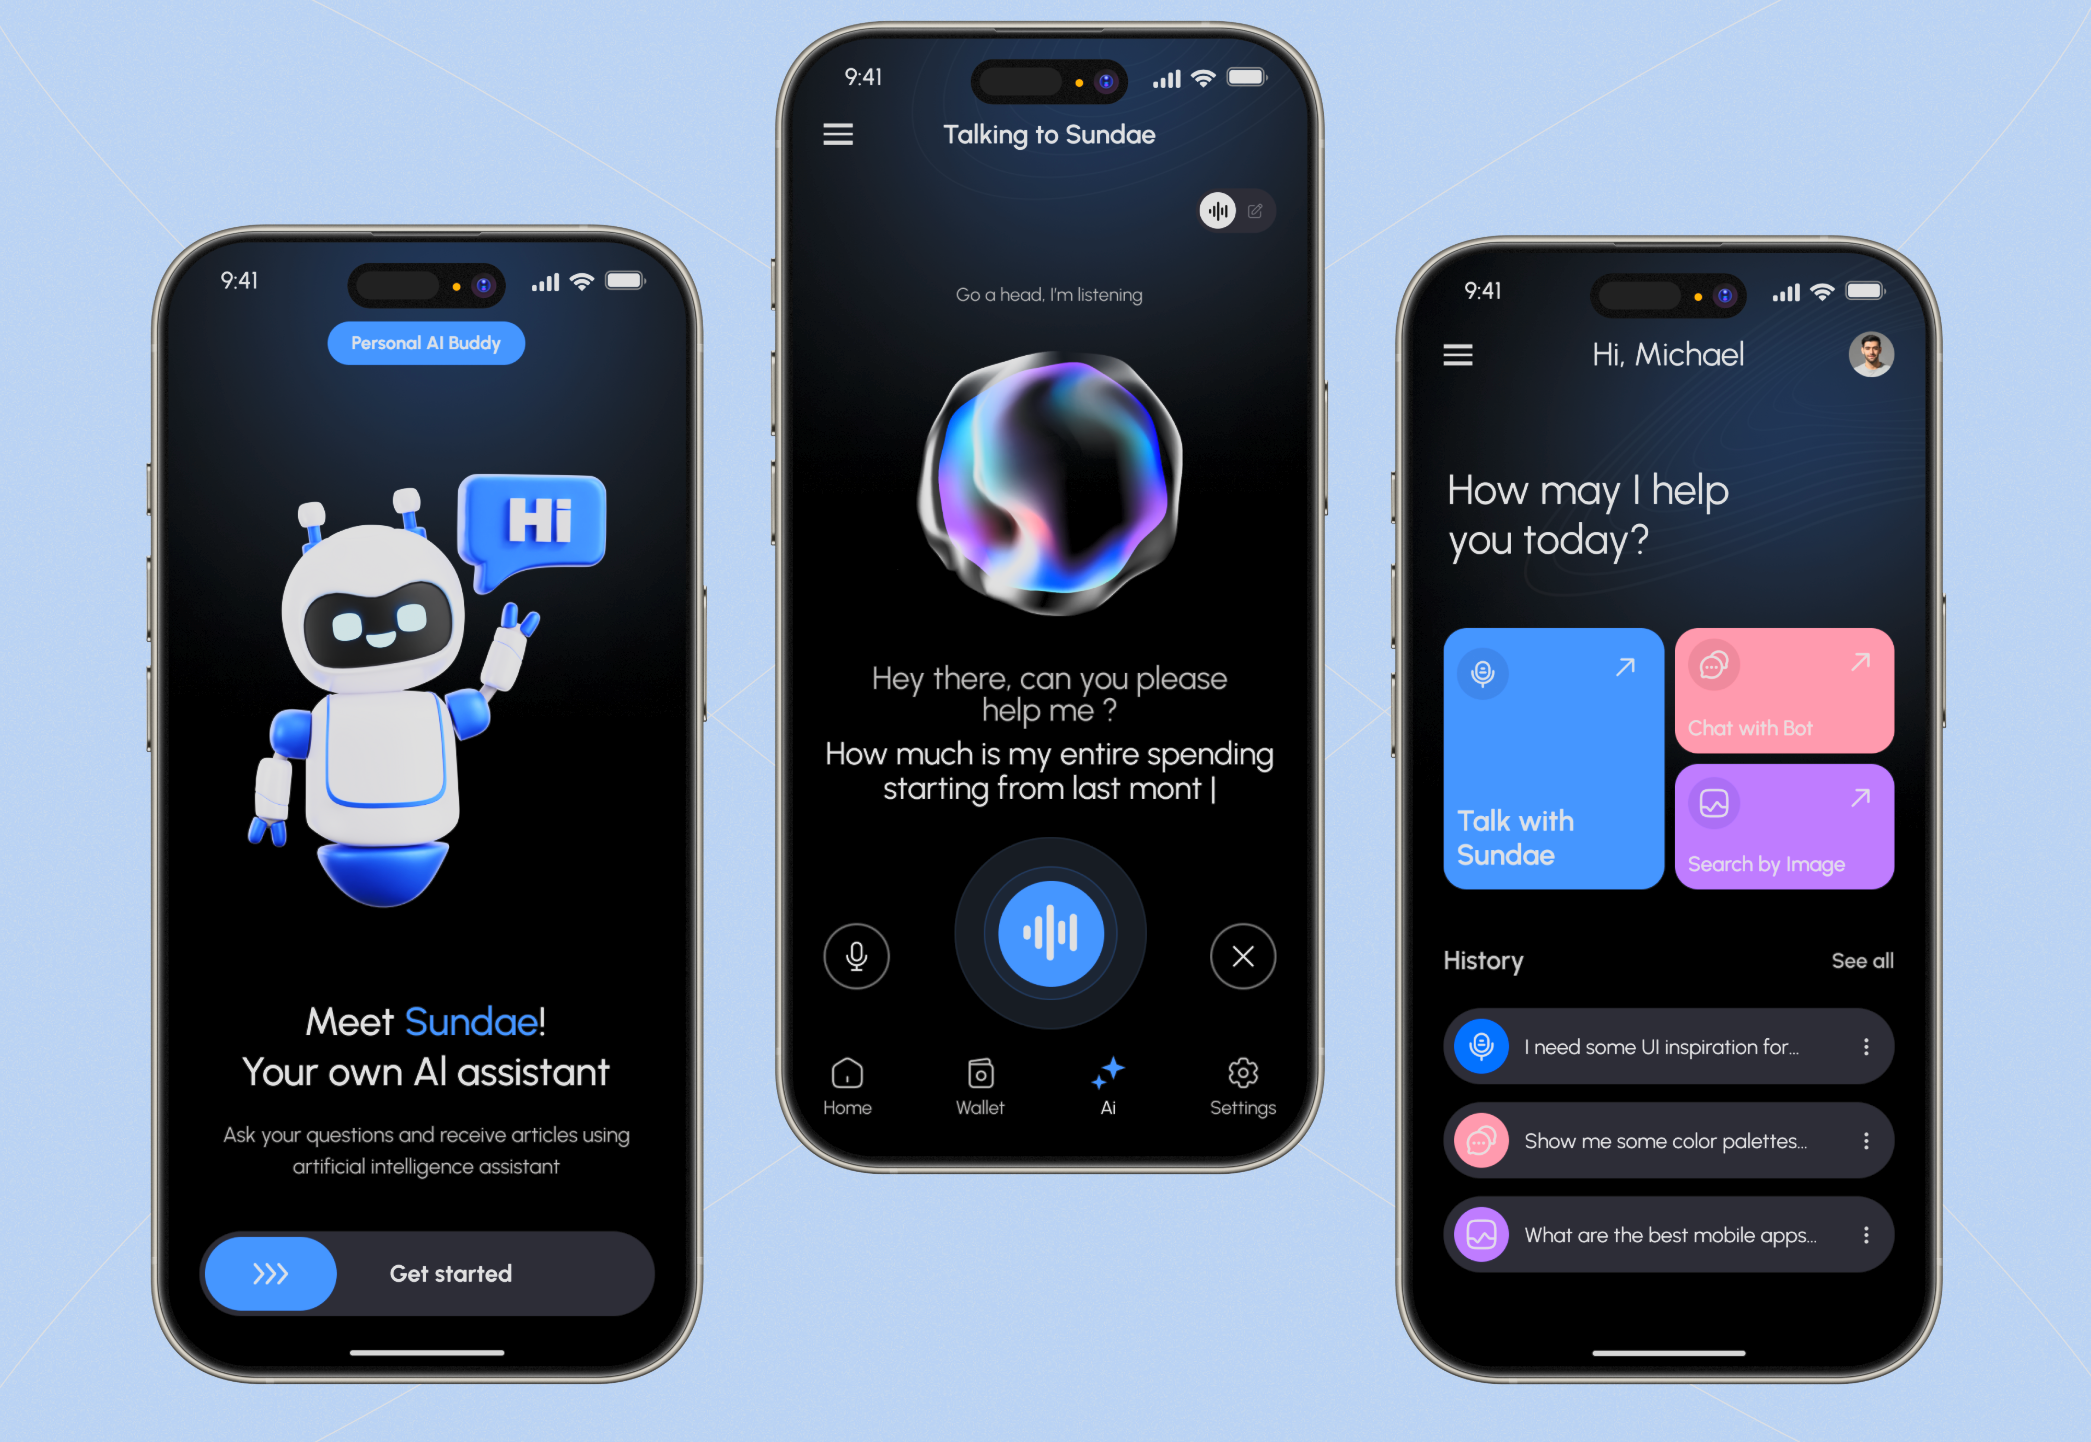 9:41
Personal AI Buddy
Hi
Meet Sundae!
Your own AI assistant
Ask your questions and receive articles using
artificial intelligence assistant
Get started
9:41
Talking to Sundae
Go a head, I'm listening
Hey there, can you please
help me ?
How much is my entire spending
starting from last mont |
Home
Wallet
Ai
Settings
9:41
Hi, Michael
How may I help
you today?
Talk with
Sundae
Chat with Bot
Search by Image
History
See all
I need some UI inspiration for...
Show me some color palettes...
What are the best mobile apps...